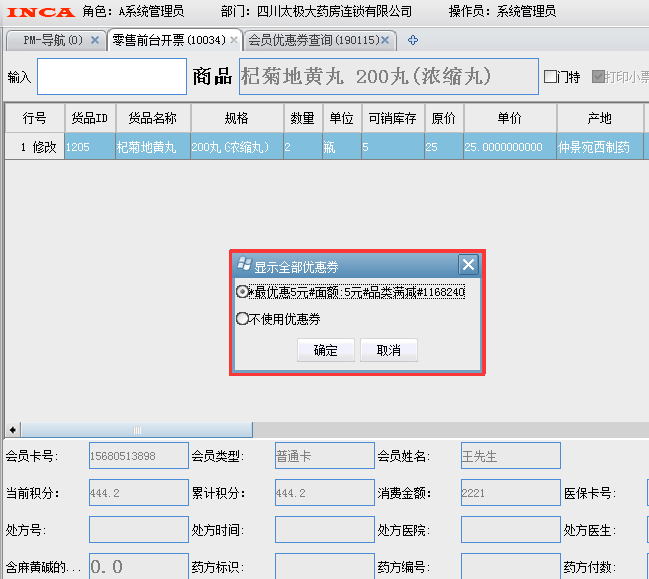 INCA 角色: A系统管理员 部门: 四川太极大药房连锁有限公司 操作员: 系统管理员
PM-导航(0) 零售前台开票(10034) 会员优惠券查询(190115)
输入 商品 杞菊地黄丸 200丸(浓缩丸) 门特 打印小票
行号 货品ID 货品名称 规格 数量 单位 可销库存 原价 单价 产地
1 修改 1205 杞菊地黄丸 200丸(浓缩丸) 2 瓶 5 25 25.0000000000 仲景宛西制药
显示全部优惠券
*最优惠5元#面额:5元#品类满减#1168240
不使用优惠券
确定 取消
会员卡号: 15680513898 会员类型: 普通卡 会员姓名: 王先生
当前积分: 444.2 累计积分: 444.2 消费金额: 2221 医保卡号:
处方号: 处方时间: 处方医院: 处方医生:
含麻黄碱的... 0.0 药方标识: 药方编号: 药方付数: